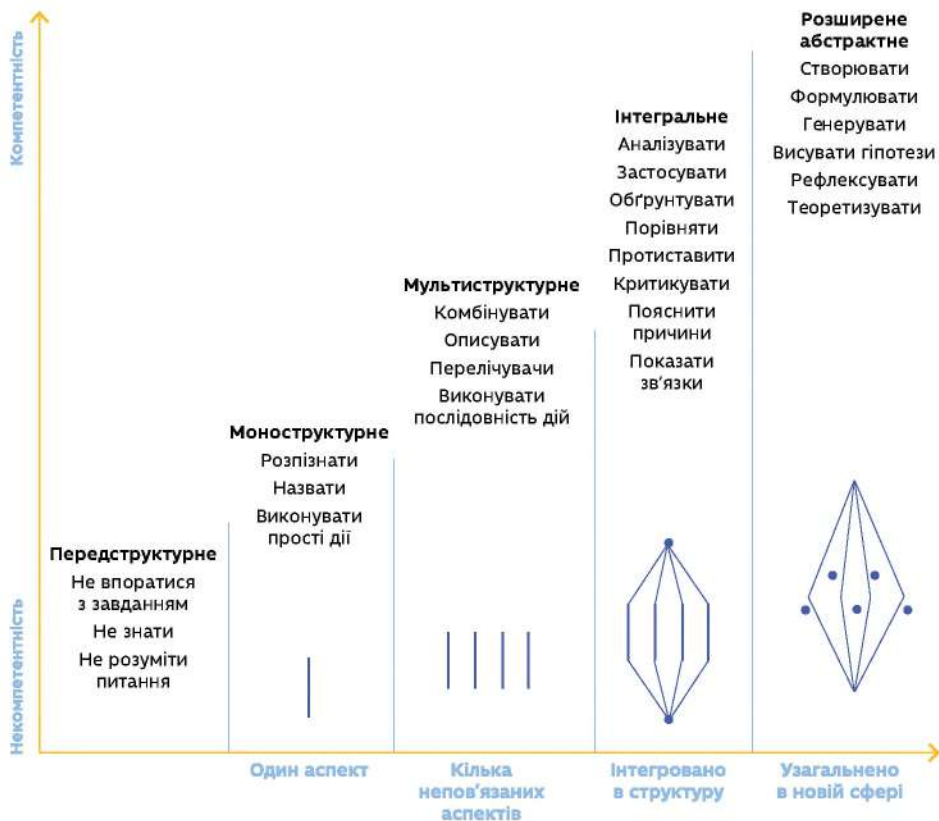 Компетентність
Некомпетентність
Передструктурне
Не впоратися
з завданням
Не знати
Не розуміти
питання
Моноструктурне
Розпізнати
Назвати
Виконувати
прості дії
Один аспект
Мультиструктурне
Комбінувати
Описувати
Перелічувачи
Виконувати
послідовність дій
Кілька
непов'язаних
аспектів
Інтегральне
Аналізувати
Застосувати
Обґрунтувати
Порівняти
Протиставити
Критикувати
Пояснити
причини
Показати
зв'язки
Інтегровано
в структуру
Розширене
абстрактне
Створювати
Формулювати
Генерувати
Висувати гіпотези
Рефлексувати
Теоретизувати
Узагальнено
в новій сфері